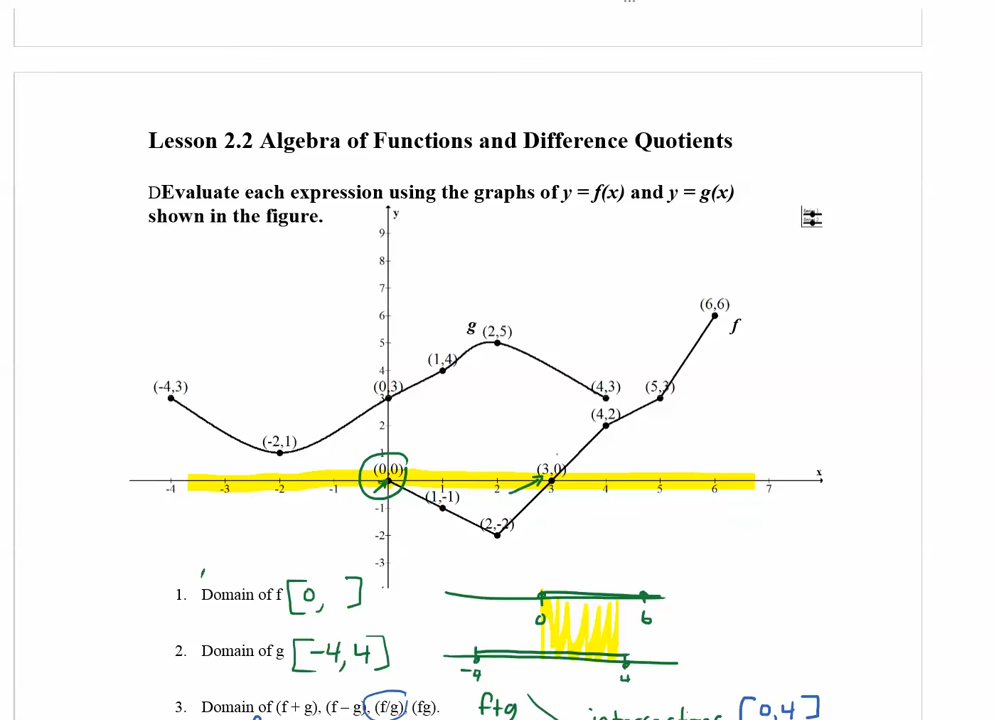 Lesson 2.2 Algebra of Functions and Difference Quotients
DEvaluate each expression using the graphs of y = f(x) and y = g(x)
shown in the figure.
y
9
8
7
6
5
4
3
2
1
-1
-2
-3
-4 -3 -2 -1 1 2 3 4 5 6 7
x
(6,6)
f
g (2,5)
(1,4)
(-4,3) (0,3) (4,3) (5,3)
(4,2)
(-2,1)
(0,0) (3,0)
(1,-1)
(2,-2)
1. Domain of f [0, ]
0 6
2. Domain of g [-4, 4]
-4 4
3. Domain of (f + g), (f – g), (f/g), (fg). f+g [0,4]